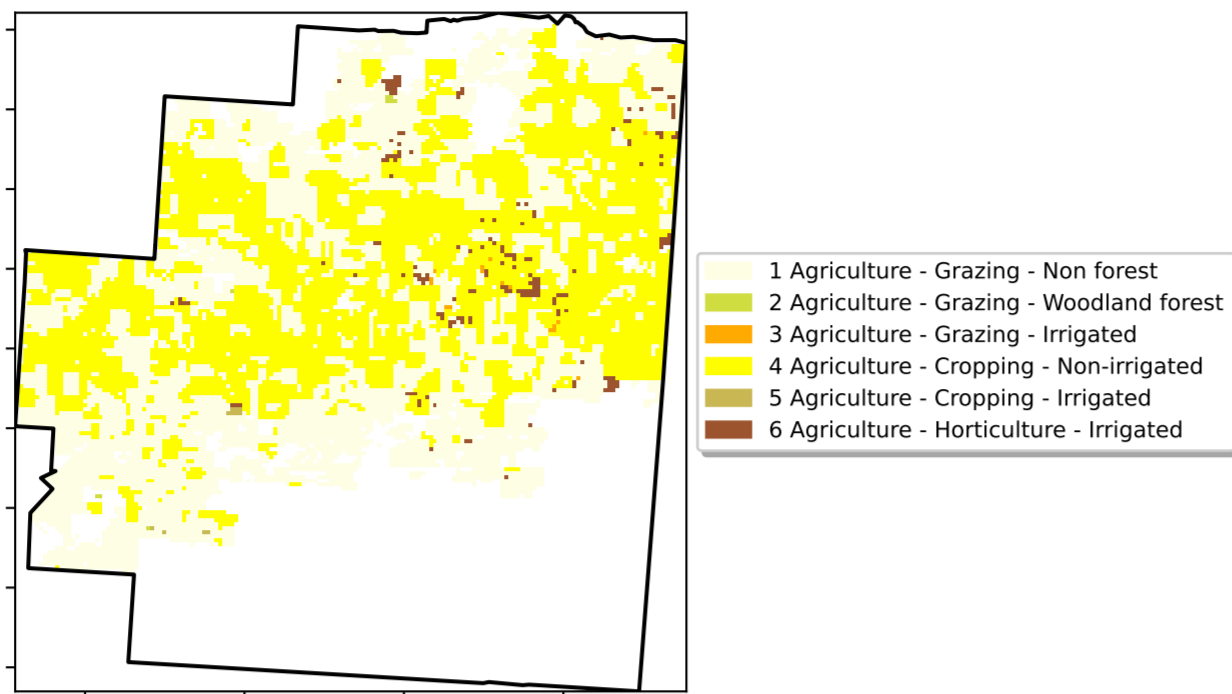 1 Agriculture - Grazing - Non forest
2 Agriculture - Grazing - Woodland forest
3 Agriculture - Grazing - Irrigated
4 Agriculture - Cropping - Non-irrigated
5 Agriculture - Cropping - Irrigated
6 Agriculture - Horticulture - Irrigated